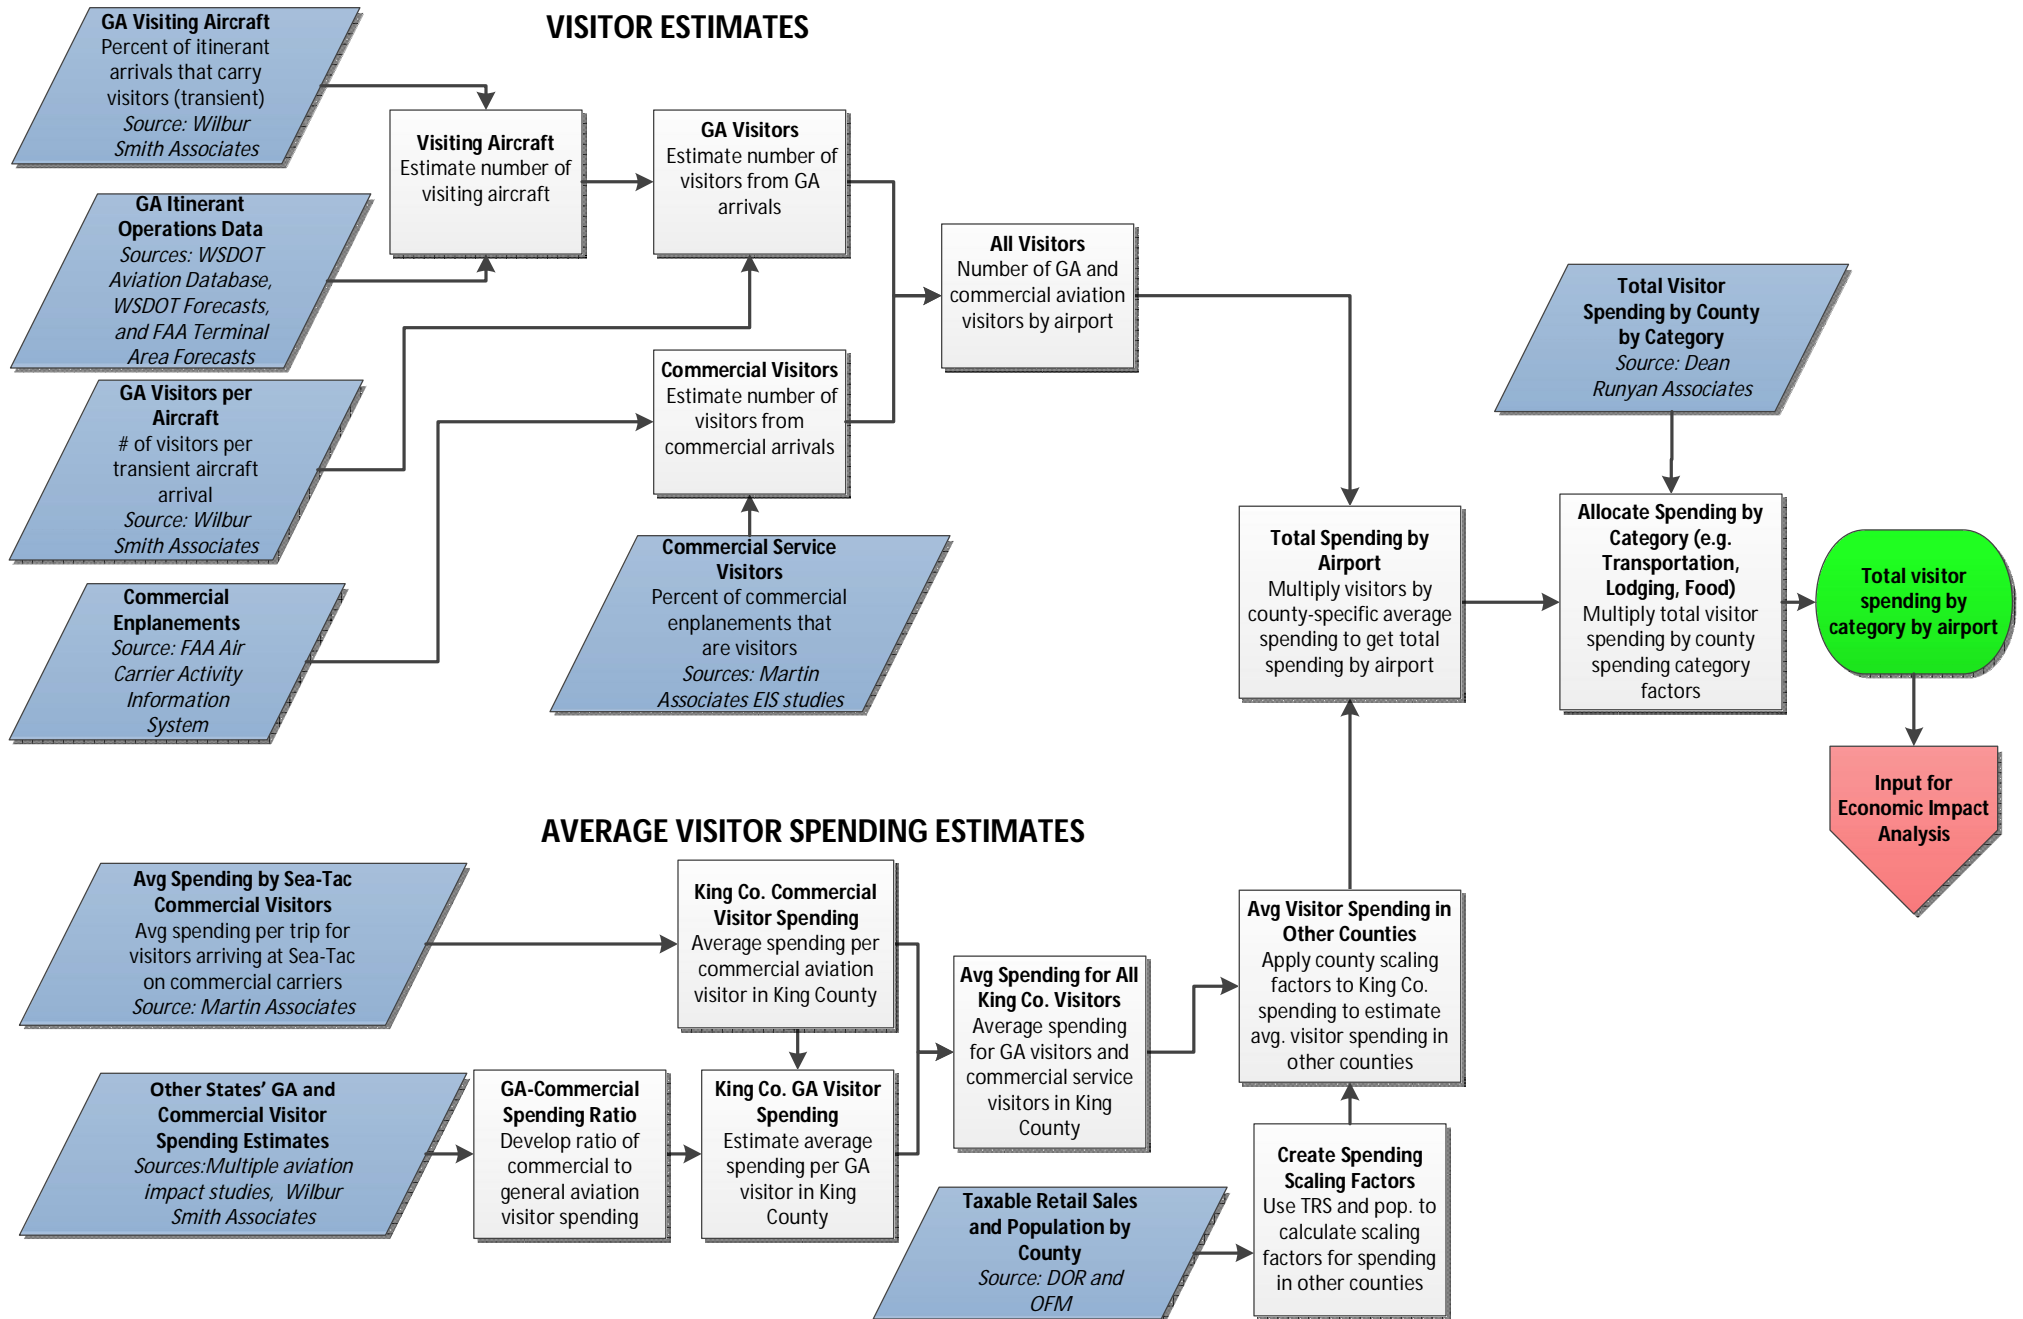 VISITOR ESTIMATES
GA Visiting Aircraft
Percent of itinerant
arrivals that carry
visitors (transient)
Source: Wilbur
Smith Associates
Visiting Aircraft
Estimate number of
visiting aircraft
GA Visitors
Estimate number of
visitors from GA
arrivals
GA Itinerant
Operations Data
Sources: WSDOT
Aviation Database,
WSDOT Forecasts,
and FAA Terminal
Area Forecasts
All Visitors
Number of GA and
commercial aviation
visitors by airport
Total Visitor
Spending by County
by Category
Source: Dean
Runyan Associates
GA Visitors per
Aircraft
# of visitors per
transient aircraft
arrival
Source: Wilbur
Smith Associates
Commercial Visitors
Estimate number of
visitors from
commercial arrivals
Commercial
Enplanements
Source: FAA Air
Carrier Activity
Information
System
Commercial Service
Visitors
Percent of commercial
enplanements that
are visitors
Sources: Martin
Associates EIS studies
Total Spending by
Airport
Multiply visitors by
county-specific average
spending to get total
spending by airport
Allocate Spending by
Category (e.g.
Transportation,
Lodging, Food)
Multiply total visitor
spending by county
spending category
factors
Total visitor
spending by
category by airport
Input for
Economic Impact
Analysis
AVERAGE VISITOR SPENDING ESTIMATES
Avg Spending by Sea-Tac
Commercial Visitors
Avg spending per trip for
visitors arriving at Sea-Tac
on commercial carriers
Source: Martin Associates
King Co. Commercial
Visitor Spending
Average spending per
commercial aviation
visitor in King County
Avg Spending for All
King Co. Visitors
Average spending
for GA visitors and
commercial service
visitors in King
County
Avg Visitor Spending in
Other Counties
Apply county scaling
factors to King Co.
spending to estimate
avg. visitor spending in
other counties
Other States’ GA and
Commercial Visitor
Spending Estimates
Sources:Multiple aviation
impact studies, Wilbur
Smith Associates
GA-Commercial
Spending Ratio
Develop ratio of
commercial to
general aviation
visitor spending
King Co. GA Visitor
Spending
Estimate average
spending per GA
visitor in King
County
Taxable Retail Sales
and Population by
County
Source: DOR and
OFM
Create Spending
Scaling Factors
Use TRS and pop. to
calculate scaling
factors for spending
in other counties